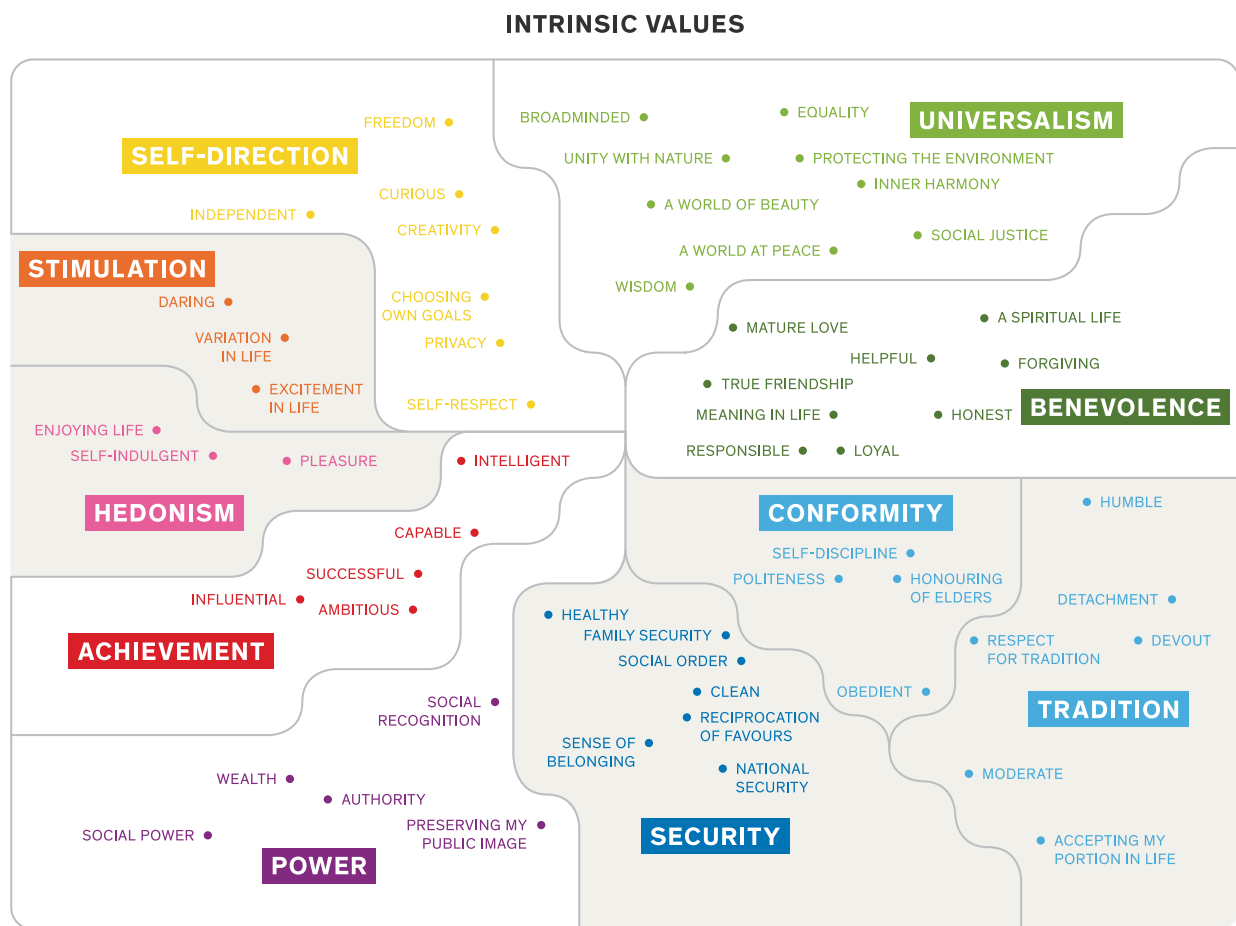 INTRINSIC VALUES
SELF-DIRECTION
FREEDOM
CURIOUS
INDEPENDENT
CREATIVITY
CHOOSING
OWN GOALS
PRIVACY
SELF-RESPECT
UNIVERSALISM
BROADMINDED
EQUALITY
UNITY WITH NATURE
PROTECTING THE ENVIRONMENT
INNER HARMONY
A WORLD OF BEAUTY
SOCIAL JUSTICE
A WORLD AT PEACE
WISDOM
STIMULATION
DARING
VARIATION
IN LIFE
EXCITEMENT
IN LIFE
MATURE LOVE
A SPIRITUAL LIFE
HELPFUL
FORGIVING
TRUE FRIENDSHIP
BENEVOLENCE
MEANING IN LIFE
HONEST
RESPONSIBLE
LOYAL
ENJOYING LIFE
SELF-INDULGENT
PLEASURE
HEDONISM
INTELLIGENT
CAPABLE
SUCCESSFUL
INFLUENTIAL
AMBITIOUS
ACHIEVEMENT
CONFORMITY
SELF-DISCIPLINE
POLITENESS
HONOURING
OF ELDERS
OBEDIENT
HUMBLE
DETACHMENT
RESPECT
FOR TRADITION
DEVOUT
TRADITION
MODERATE
ACCEPTING MY
PORTION IN LIFE
HEALTHY
FAMILY SECURITY
SOCIAL ORDER
CLEAN
RECIPROCATION
OF FAVOURS
SENSE OF
BELONGING
NATIONAL
SECURITY
SECURITY
SOCIAL
RECOGNITION
WEALTH
AUTHORITY
SOCIAL POWER
PRESERVING MY
PUBLIC IMAGE
POWER